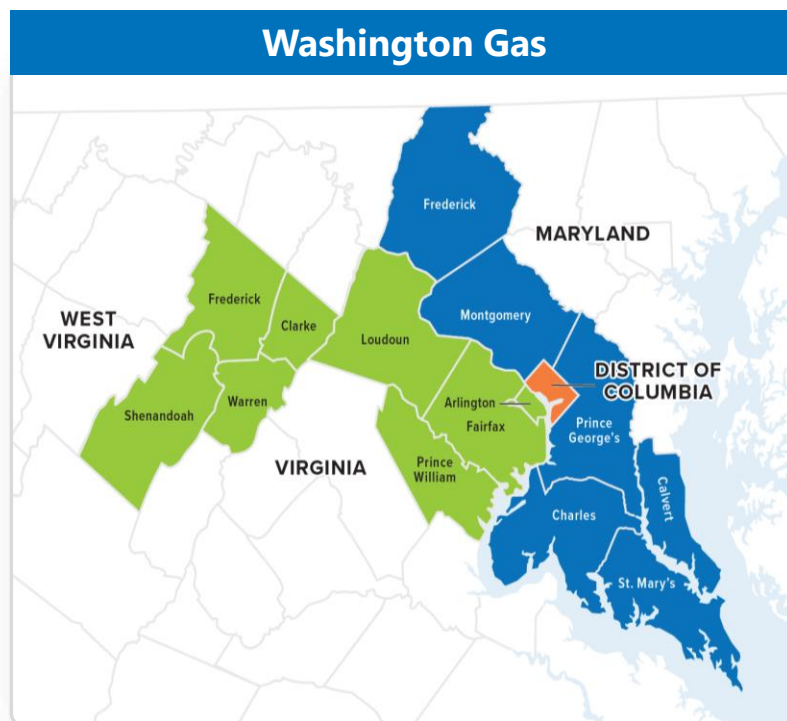 Washington Gas
Frederick
MARYLAND
Frederick
WEST
VIRGINIA
Clarke
Montgomery
Loudoun
DISTRICT OF
COLUMBIA
Shenandoah
Warren
Arlington
Fairfax
Prince
George's
VIRGINIA
Prince
William
Calvert
Charles
St. Mary's